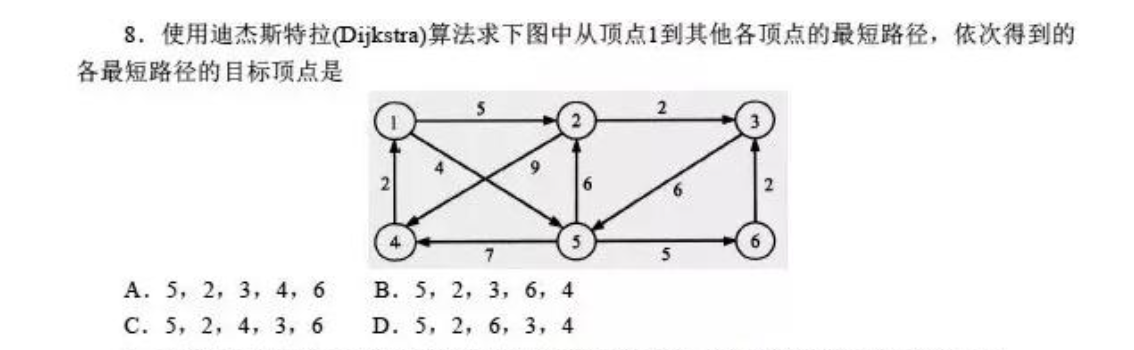 8．使用迪杰斯特拉(Dijkstra)算法求下图中从顶点1到其他各顶点的最短路径，依次得到的
各最短路径的目标顶点是
1 5 2 2 3
4 9
2 6 6 2
4 7 5 5 6
A．5，2，3，4，6 B．5，2，3，6，4
C．5，2，4，3，6 D．5，2，6，3，4